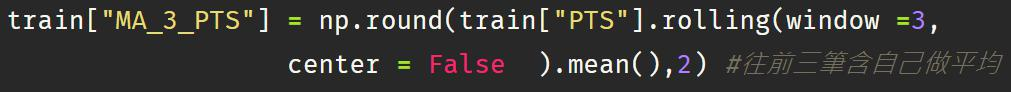 train["MA_3_PTS"] = np.round(train["PTS"].rolling(window =3,
center = False  ).mean(),2) #往前三筆含自己做平均